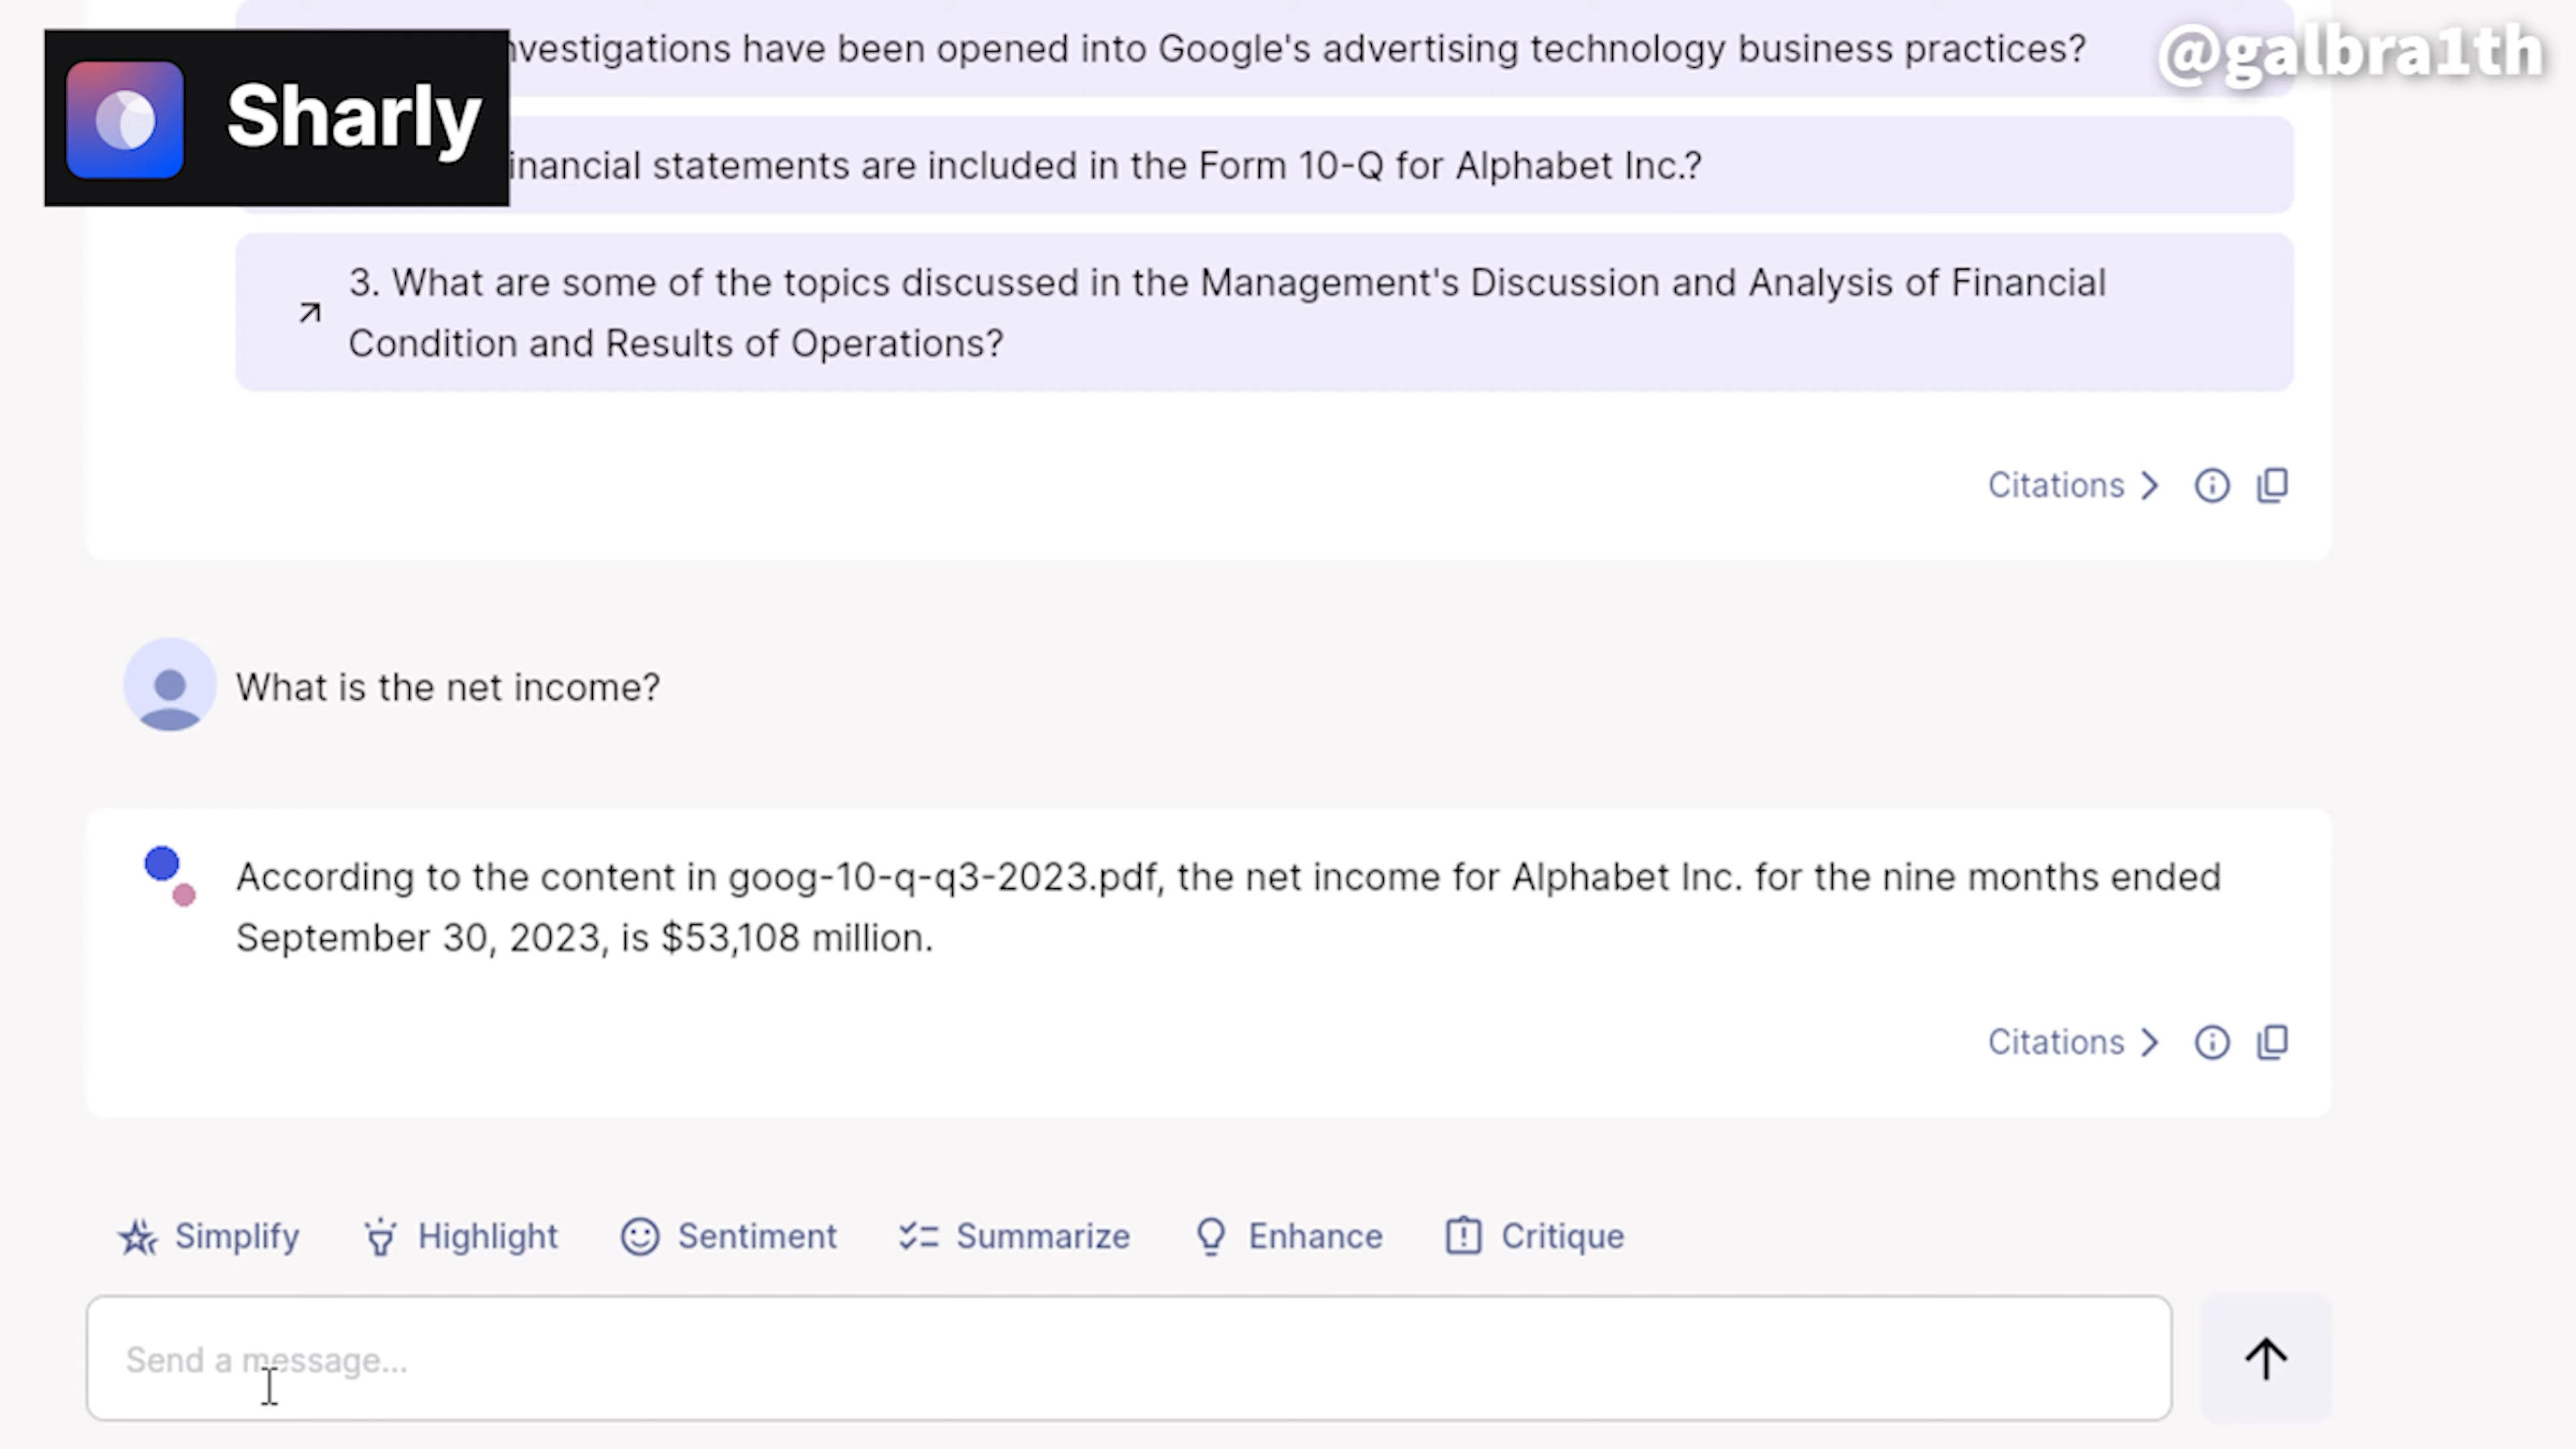 Sharly
@galbra1th
investigations have been opened into Google's advertising technology business practices?
financial statements are included in the Form 10-Q for Alphabet Inc.?
3. What are some of the topics discussed in the Management's Discussion and Analysis of Financial
Condition and Results of Operations?
Citations
What is the net income?
According to the content in goog-10-q-q3-2023.pdf, the net income for Alphabet Inc. for the nine months ended
September 30, 2023, is $53,108 million.
Citations
Simplify Highlight Sentiment Summarize Enhance Critique
Send a message...